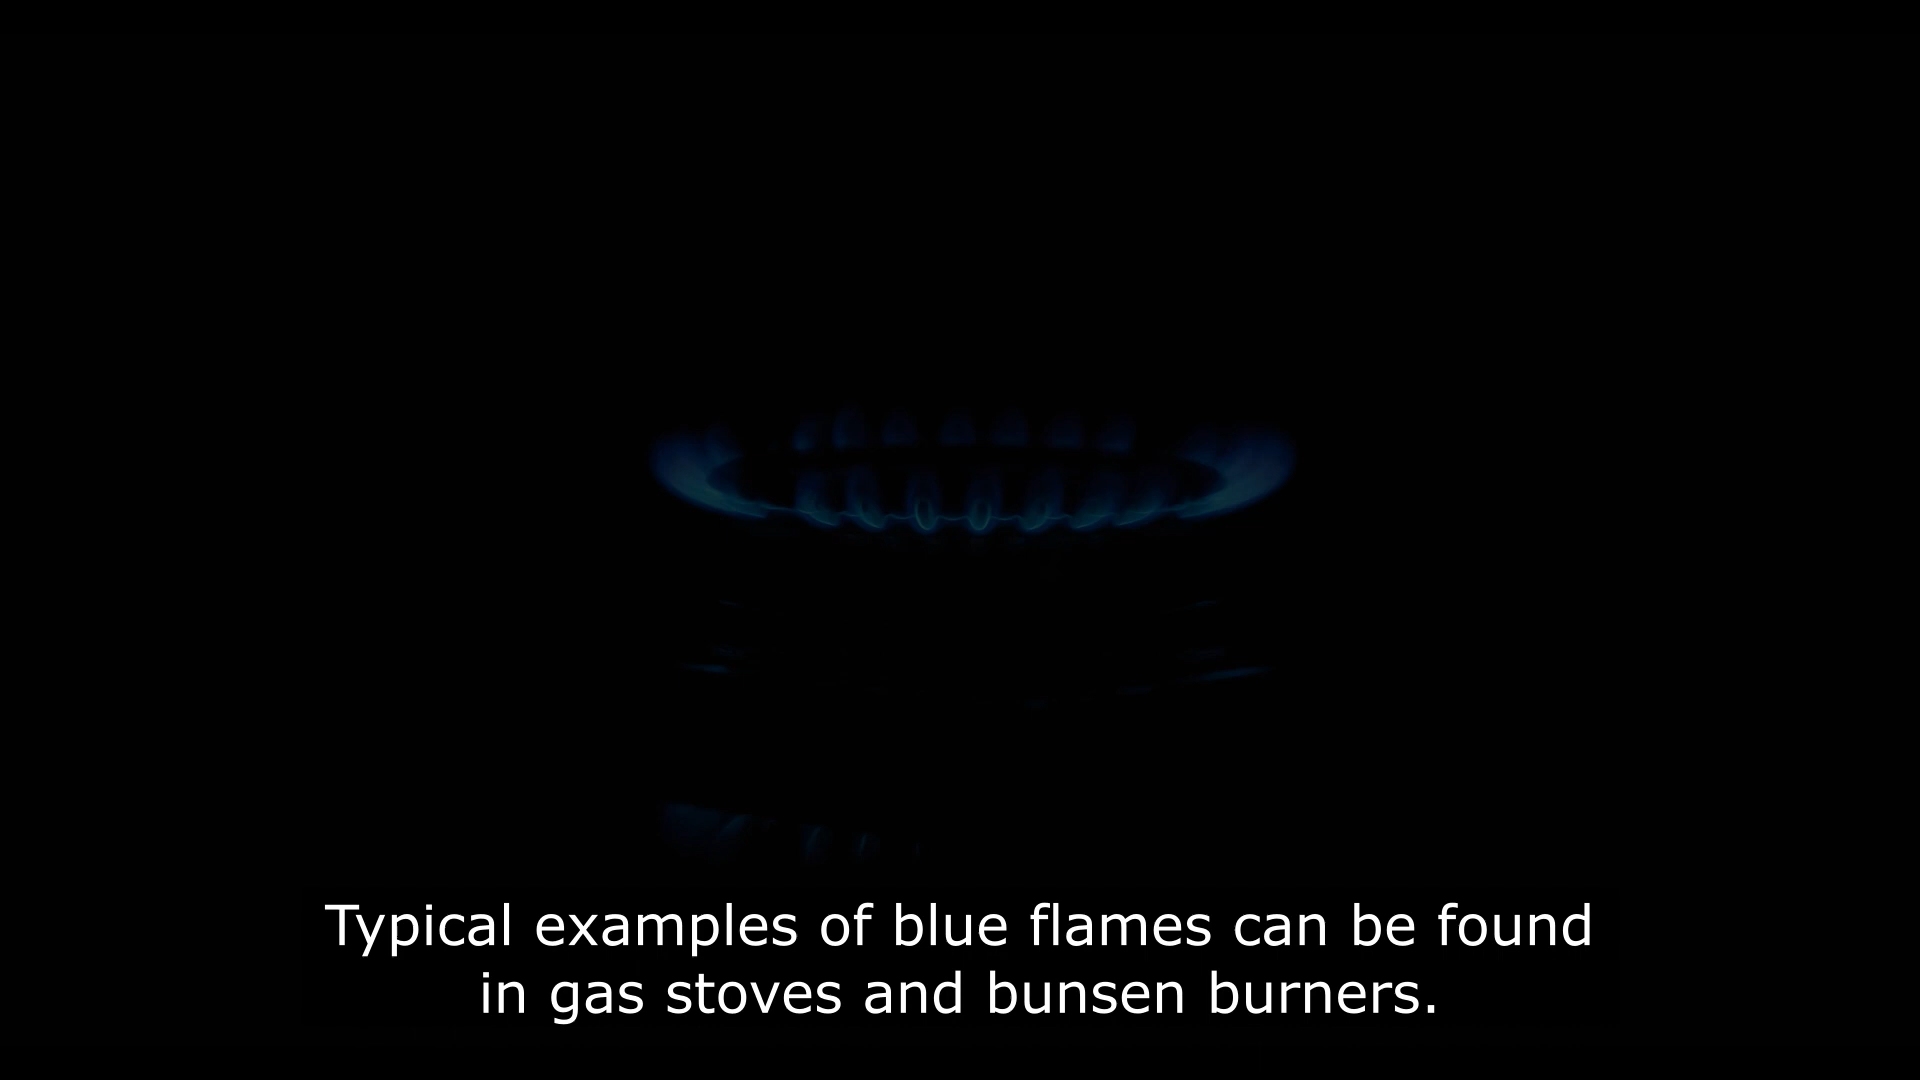 Typical examples of blue flames can be found
in gas stoves and bunsen burners.